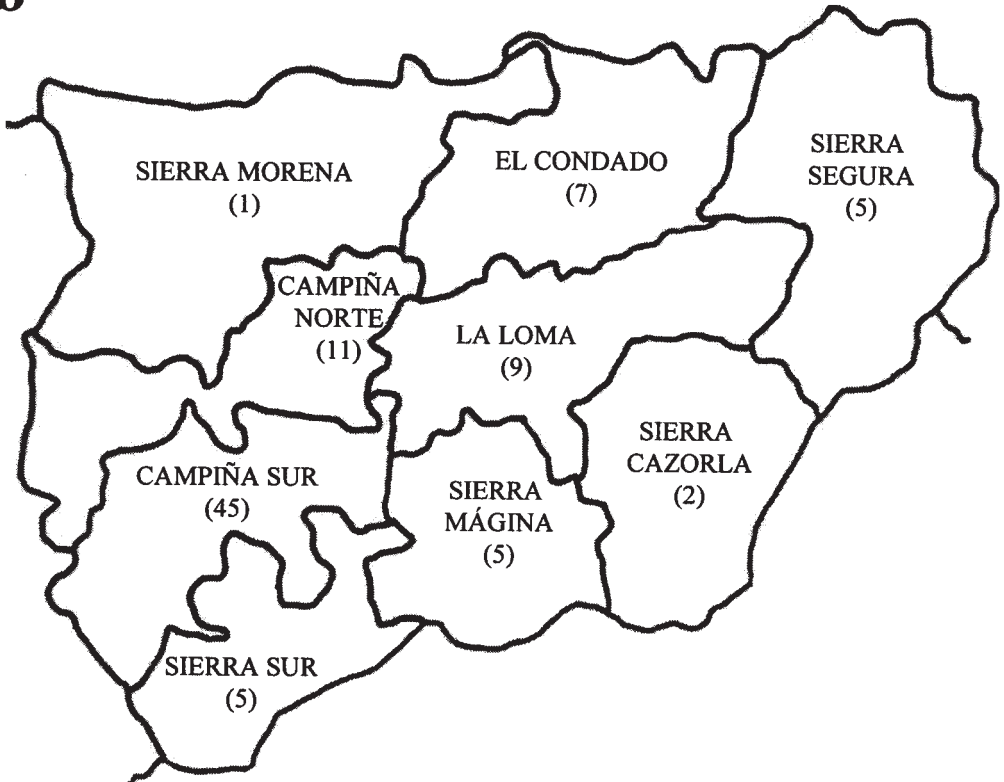 SIERRA MORENA
(1)
EL CONDADO
(7)
SIERRA
SEGURA
(5)
CAMPIÑA
NORTE
(11)
LA LOMA
(9)
SIERRA
CAZORLA
(2)
CAMPIÑA SUR
(45)
SIERRA
MÁGINA
(5)
SIERRA SUR
(5)